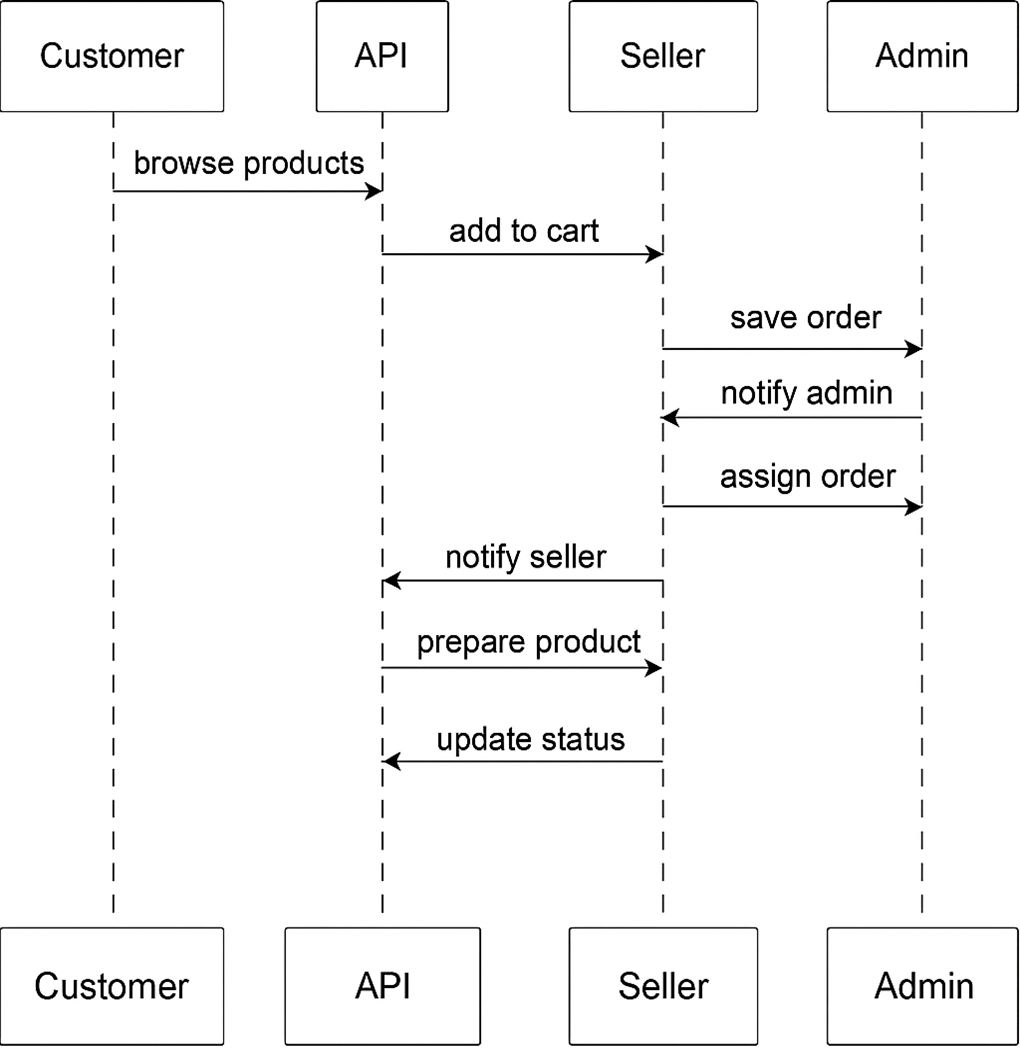 Customer
API
Seller
Admin
browse products
add to cart
save order
notify admin
assign order
notify seller
prepare product
update status
Customer
API
Seller
Admin